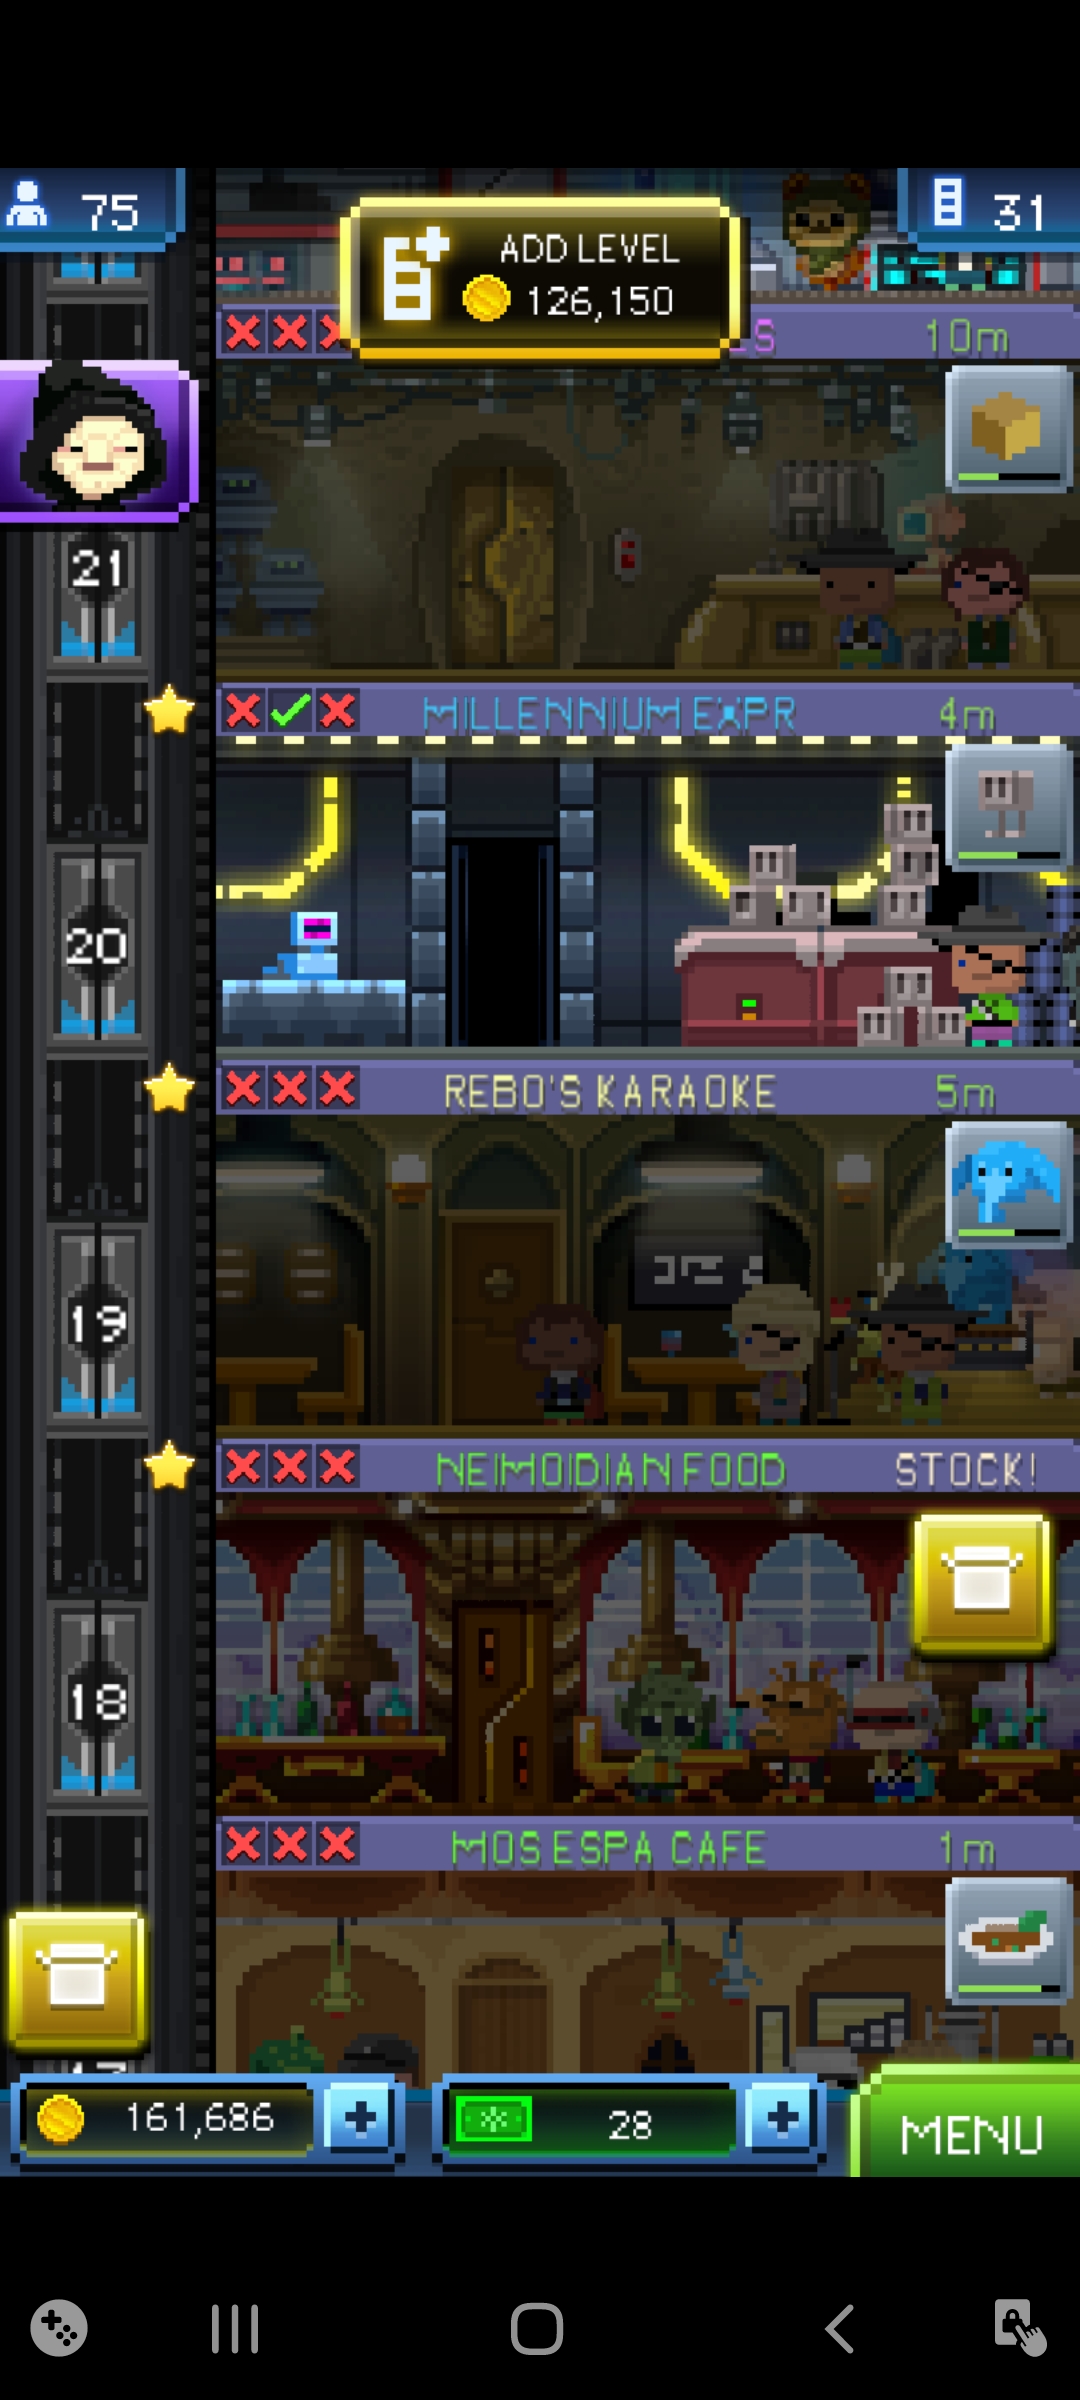 75
31
ADD LEVEL
126,150
S
10m
21
MILLENNIUM EXPR
4m
20
REBO'S KARAOKE
5m
19
NEIMOIDIAN FOOD
STOCK!
18
MOS ESPA CAFE
1m
17
161,686
28
MENU